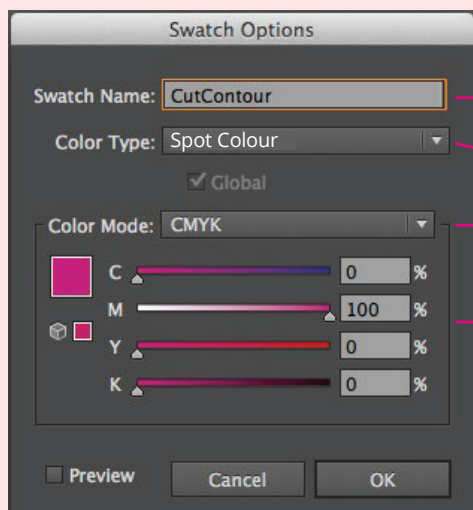 Swatch Options
Swatch Name: CutContour
Color Type: Spot Colour
Global
Color Mode: CMYK
C 0 %
M 100 %
Y 0 %
K 0 %
Preview Cancel OK